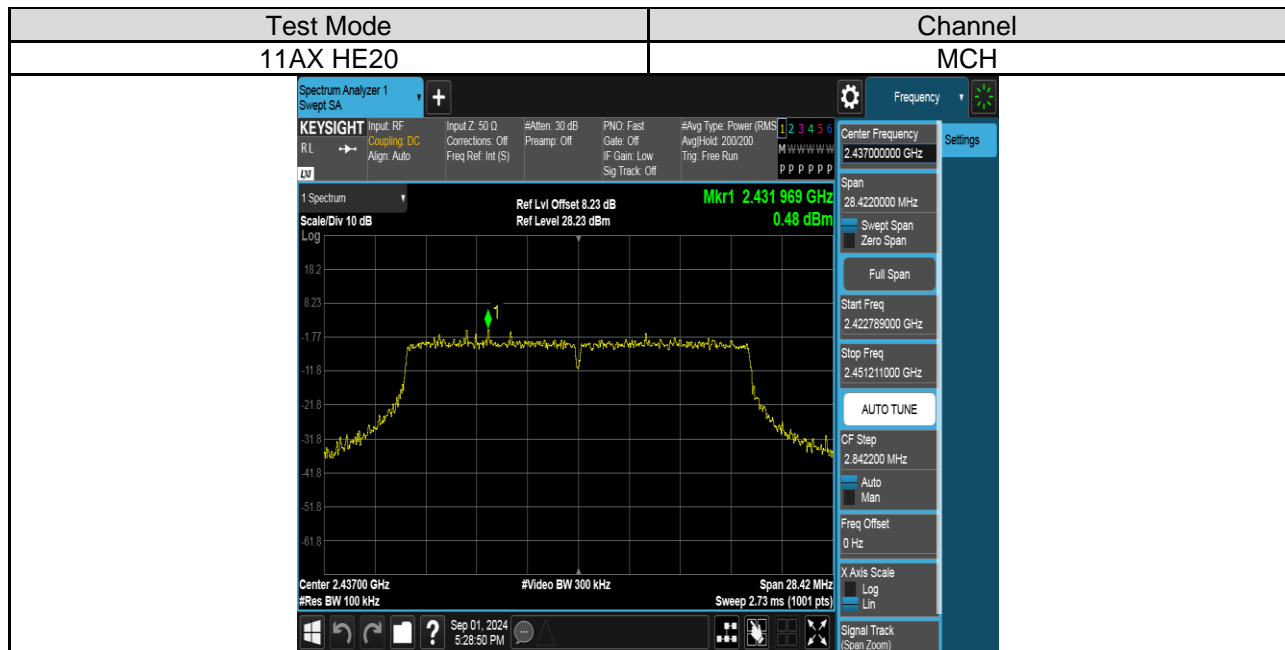 Test Mode
Channel
11AX HE20
MCH
Spectrum Analyzer 1
Swept SA
+
Frequency
KEYSIGHT
RL
LXI
Input: RF
Coupling: DC
Align: Auto
Input Z: 50 Ω
Corrections: Off
Freq Ref: Int (S)
#Atten: 30 dB
Preamp: Off
PNO: Fast
Gate: Off
IF Gain: Low
Sig Track: Off
#Avg Type: Power (RMS
Avg|Hold: 200/200
Trig: Free Run
1 2 3 4 5 6
M W W W W W
P P P P P P
Center Frequency
2.437000000 GHz
Settings
1 Spectrum
Scale/Div 10 dB
Log
Ref Lvl Offset 8.23 dB
Ref Level 28.23 dBm
Mkr1 2.431 969 GHz
0.48 dBm
Span
28.4220000 MHz
Swept Span
Zero Span
Full Span
Start Freq
2.422789000 GHz
Stop Freq
2.451211000 GHz
AUTO TUNE
CF Step
2.842200 MHz
Auto
Man
Freq Offset
0 Hz
X Axis Scale
Log
Lin
Signal Track
(Span Zoom)
18.2
8.23
1
-1.77
-11.8
-21.8
-31.8
-41.8
-51.8
-61.8
Center 2.43700 GHz
#Res BW 100 kHz
#Video BW 300 kHz
Span 28.42 MHz
Sweep 2.73 ms (1001 pts)
?
Sep 01, 2024
5:28:50 PM